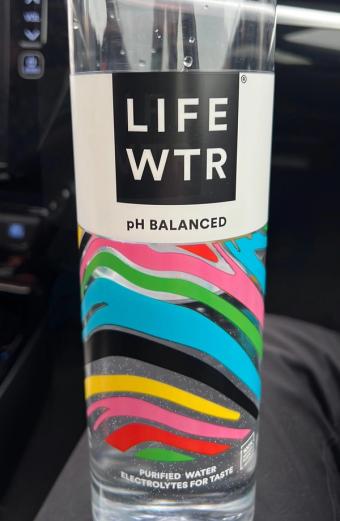 LIFE
WTR
®
pH BALANCED
PURIFIED WATER
ELECTROLYTES FOR TASTE